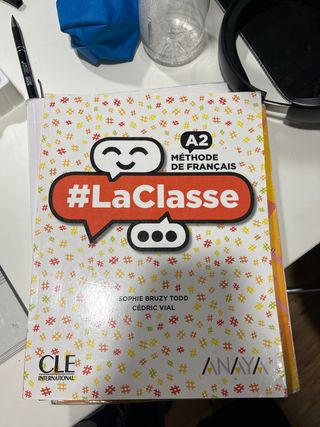 A2
MÉTHODE
DE FRANÇAIS
#LaClasse
SOPHIE BRUZY TODD
CÉDRIC VIAL
CLE
INTERNATIONAL
ANAYA